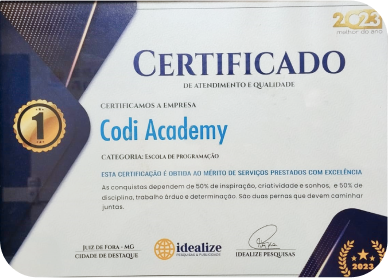 2023
melhor do ano
CERTIFICADO
DE ATENDIMENTO E QUALIDADE
CERTIFICAMOS A EMPRESA
1
Codi Academy
CATEGORIA: ESCOLA DE PROGRAMAÇÃO
ESTA CERTIFICAÇÃO É OBTIDA AO MÉRITO DE SERVIÇOS PRESTADOS COM EXCELÊNCIA
As conquistas dependem de 50% de inspiração, criatividade e sonhos, e 50% de
disciplina, trabalho árduo e determinação. São duas pernas que devem caminhar
juntas.
JUIZ DE FORA - MG
CIDADE DE DESTAQUE
idealize
PESQUISAS & PUBLICIDADE
IDEALIZE PESQUISAS
2023